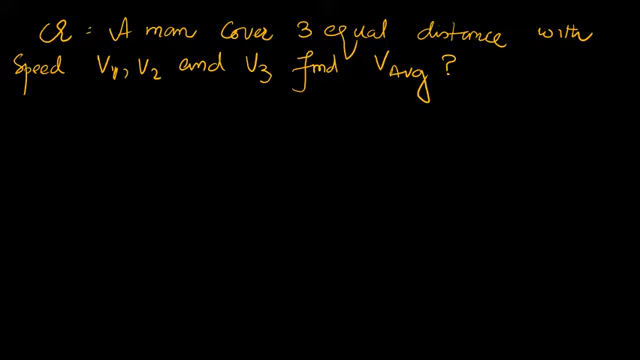 Q : A man cover 3 equal distance with
Speed V1, V2 and V3 find VAvg ?